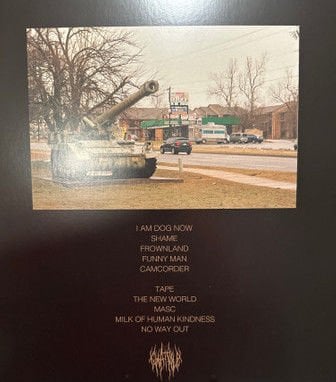 I AM DOG NOW
SHAME
FROWNLAND
FUNNY MAN
CAMCORDER
TAPE
THE NEW WORLD
MASC
MILK OF HUMAN KINDNESS
NO WAY OUT